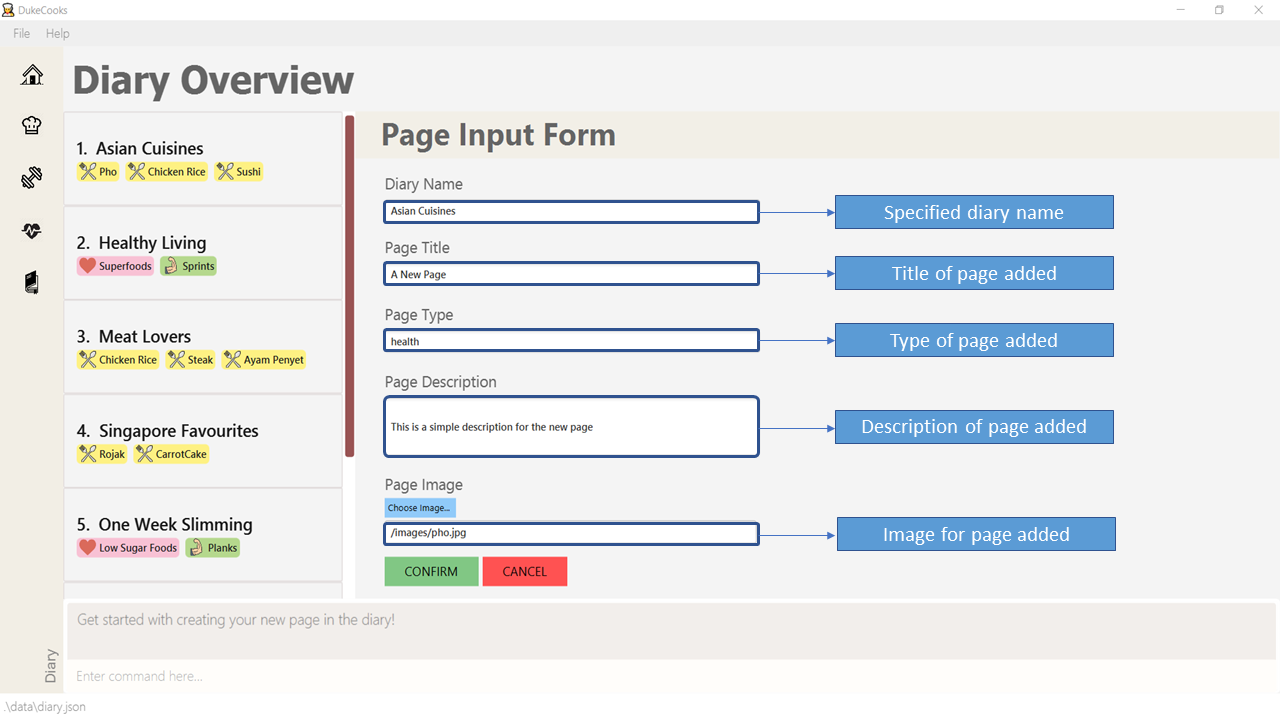 DukeCooks
File Help
Diary Overview
1. Asian Cuisines
Pho Chicken Rice Sushi
2. Healthy Living
Superfoods Sprints
3. Meat Lovers
Chicken Rice Steak Ayam Penyet
4. Singapore Favourites
Rojak CarrotCake
5. One Week Slimming
Low Sugar Foods Planks
Page Input Form
Diary Name
Asian Cuisines
Specified diary name
Page Title
A New Page
Title of page added
Page Type
health
Type of page added
Page Description
This is a simple description for the new page
Description of page added
Page Image
Choose Image...
/images/pho.jpg
Image for page added
CONFIRM CANCEL
Get started with creating your new page in the diary!
Enter command here...
Diary
.\data\diary.json